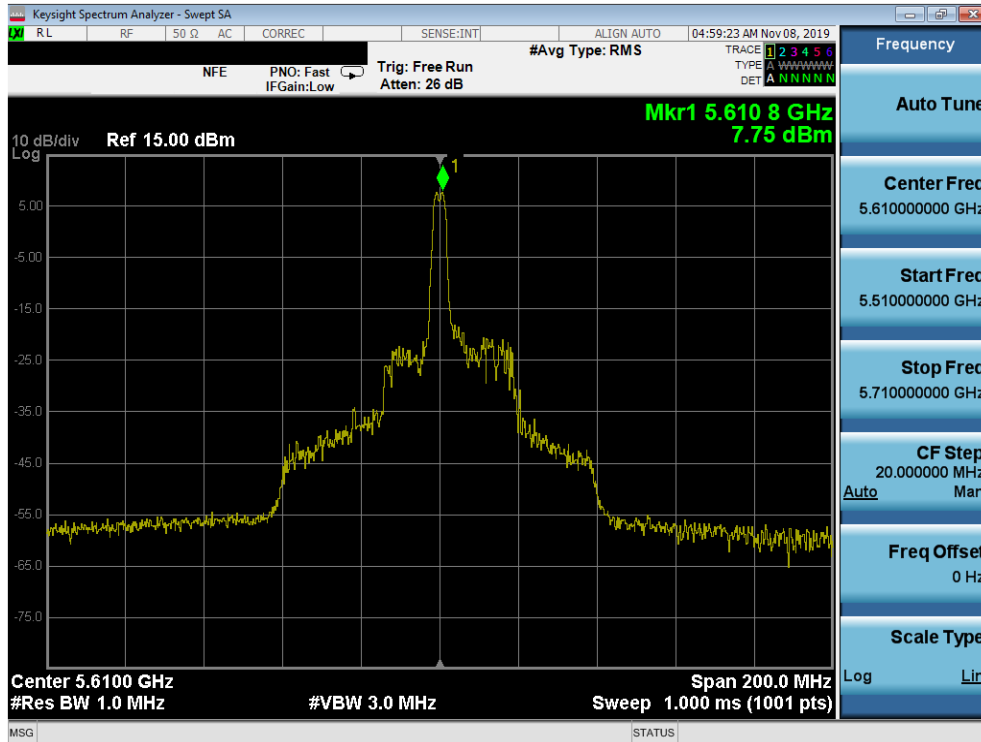 Keysight Spectrum Analyzer - Swept SA
LXI RL RF 50 Ω AC CORREC SENSE:INT ALIGN AUTO 04:59:23 AM Nov 08, 2019
#Avg Type: RMS TRACE 1 2 3 4 5 6
NFE PNO: Fast Trig: Free Run TYPE A WWWWW
IFGain:Low Atten: 26 dB DET A N N N N N
Mkr1 5.610 8 GHz
10 dB/div Ref 15.00 dBm 7.75 dBm
Log
1
5.00
-5.00
-15.0
-25.0
-35.0
-45.0
-55.0
-65.0
-75.0
Center 5.6100 GHz Span 200.0 MHz
#Res BW 1.0 MHz #VBW 3.0 MHz Sweep 1.000 ms (1001 pts)
MSG STATUS
Frequency
Auto Tune
Center Freq
5.610000000 GHz
Start Freq
5.510000000 GHz
Stop Freq
5.710000000 GHz
CF Step
20.000000 MHz
Auto Man
Freq Offset
0 Hz
Scale Type
Log Lin